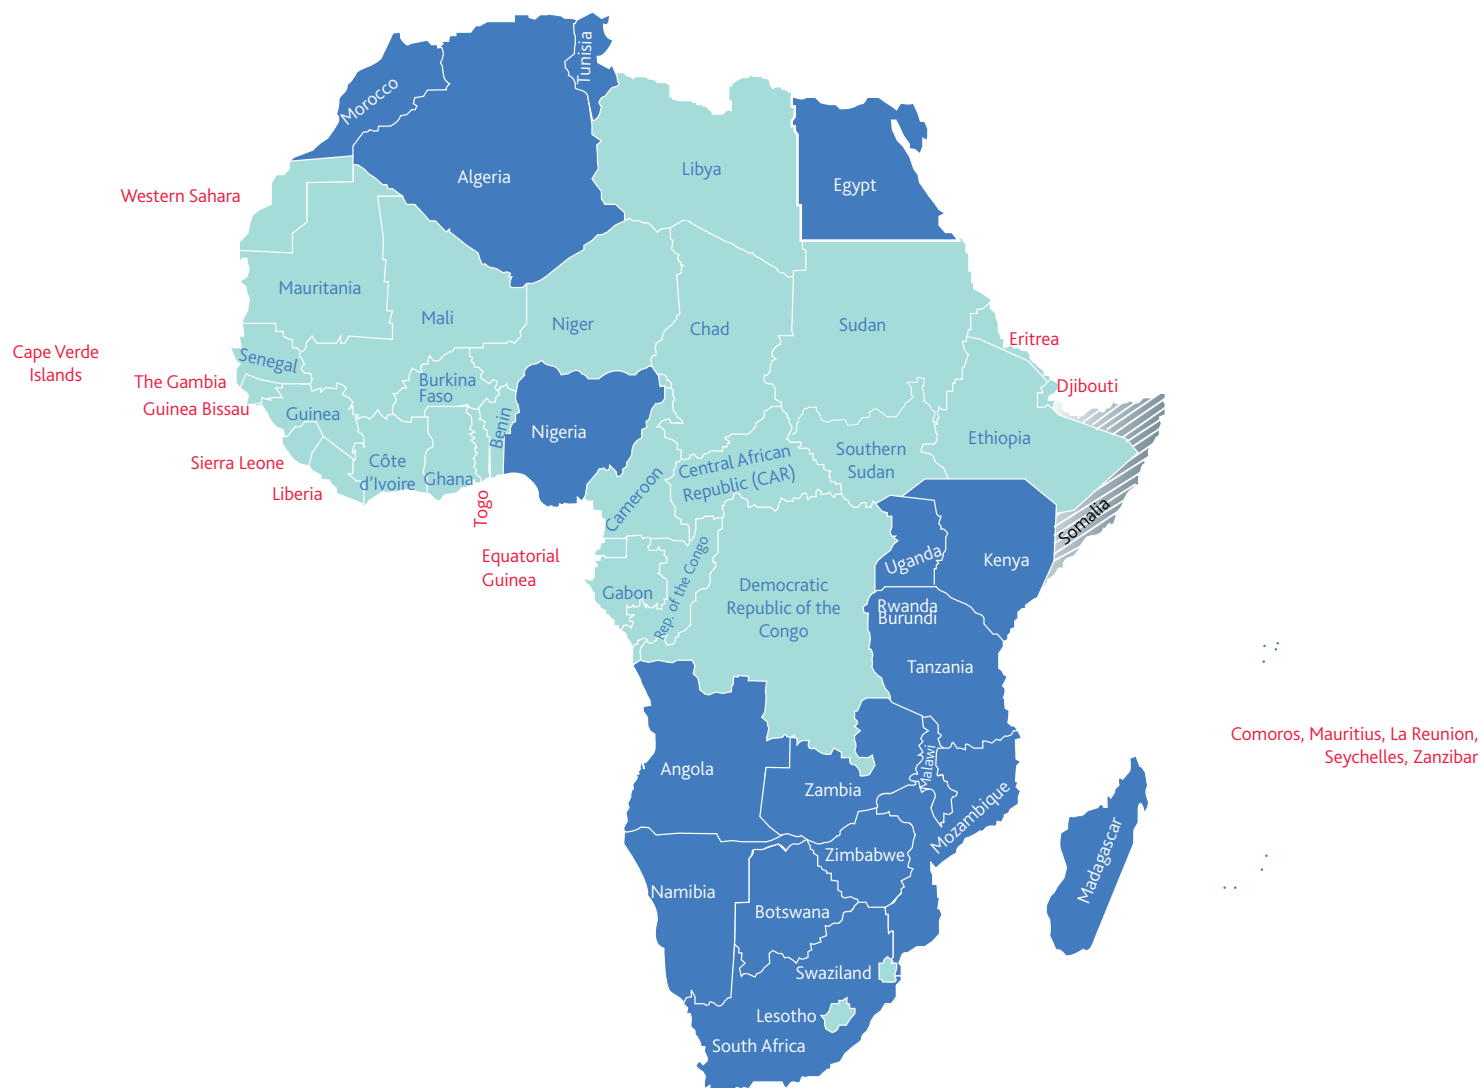 Tunisia
Morocco
Algeria
Libya
Egypt
Western Sahara
Mauritania
Mali
Niger
Chad
Sudan
Eritrea
Cape Verde
Islands
Senegal
The Gambia
Guinea Bissau
Burkina
Faso
Djibouti
Guinea
Benin
Nigeria
Ethiopia
Sierra Leone
Liberia
Côte
d'Ivoire
Ghana
Togo
Cameroon
Central African
Republic (CAR)
Southern
Sudan
Somalia
Equatorial
Guinea
Gabon
Rep. of the Congo
Democratic
Republic of the
Congo
Uganda
Kenya
Rwanda
Burundi
Tanzania
Comoros, Mauritius, La Reunion,
Seychelles, Zanzibar
Angola
Zambia
Malawi
Mozambique
Madagascar
Zimbabwe
Namibia
Botswana
Swaziland
Lesotho
South Africa